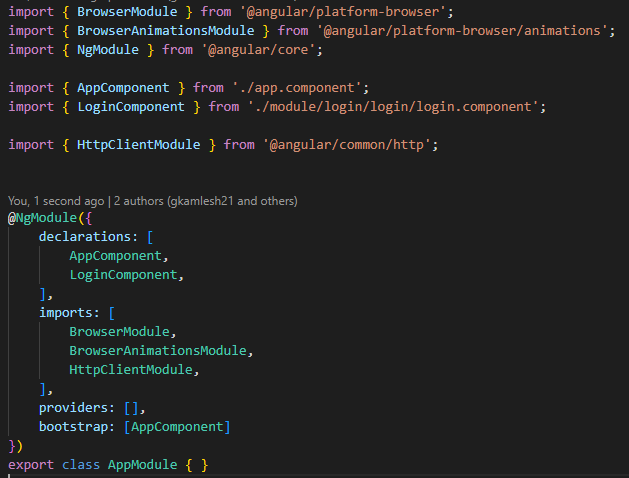 import { BrowserModule } from '@angular/platform-browser';
import { BrowserAnimationsModule } from '@angular/platform-browser/animations';
import { NgModule } from '@angular/core';

import { AppComponent } from './app.component';
import { LoginComponent } from './module/login/login/login.component';

import { HttpClientModule } from '@angular/common/http';

You, 1 second ago | 2 authors (gkamlesh21 and others)
@NgModule({
    declarations: [
        AppComponent,
        LoginComponent,
    ],
    imports: [
        BrowserModule,
        BrowserAnimationsModule,
        HttpClientModule,
    ],
    providers: [],
    bootstrap: [AppComponent]
})
export class AppModule { }